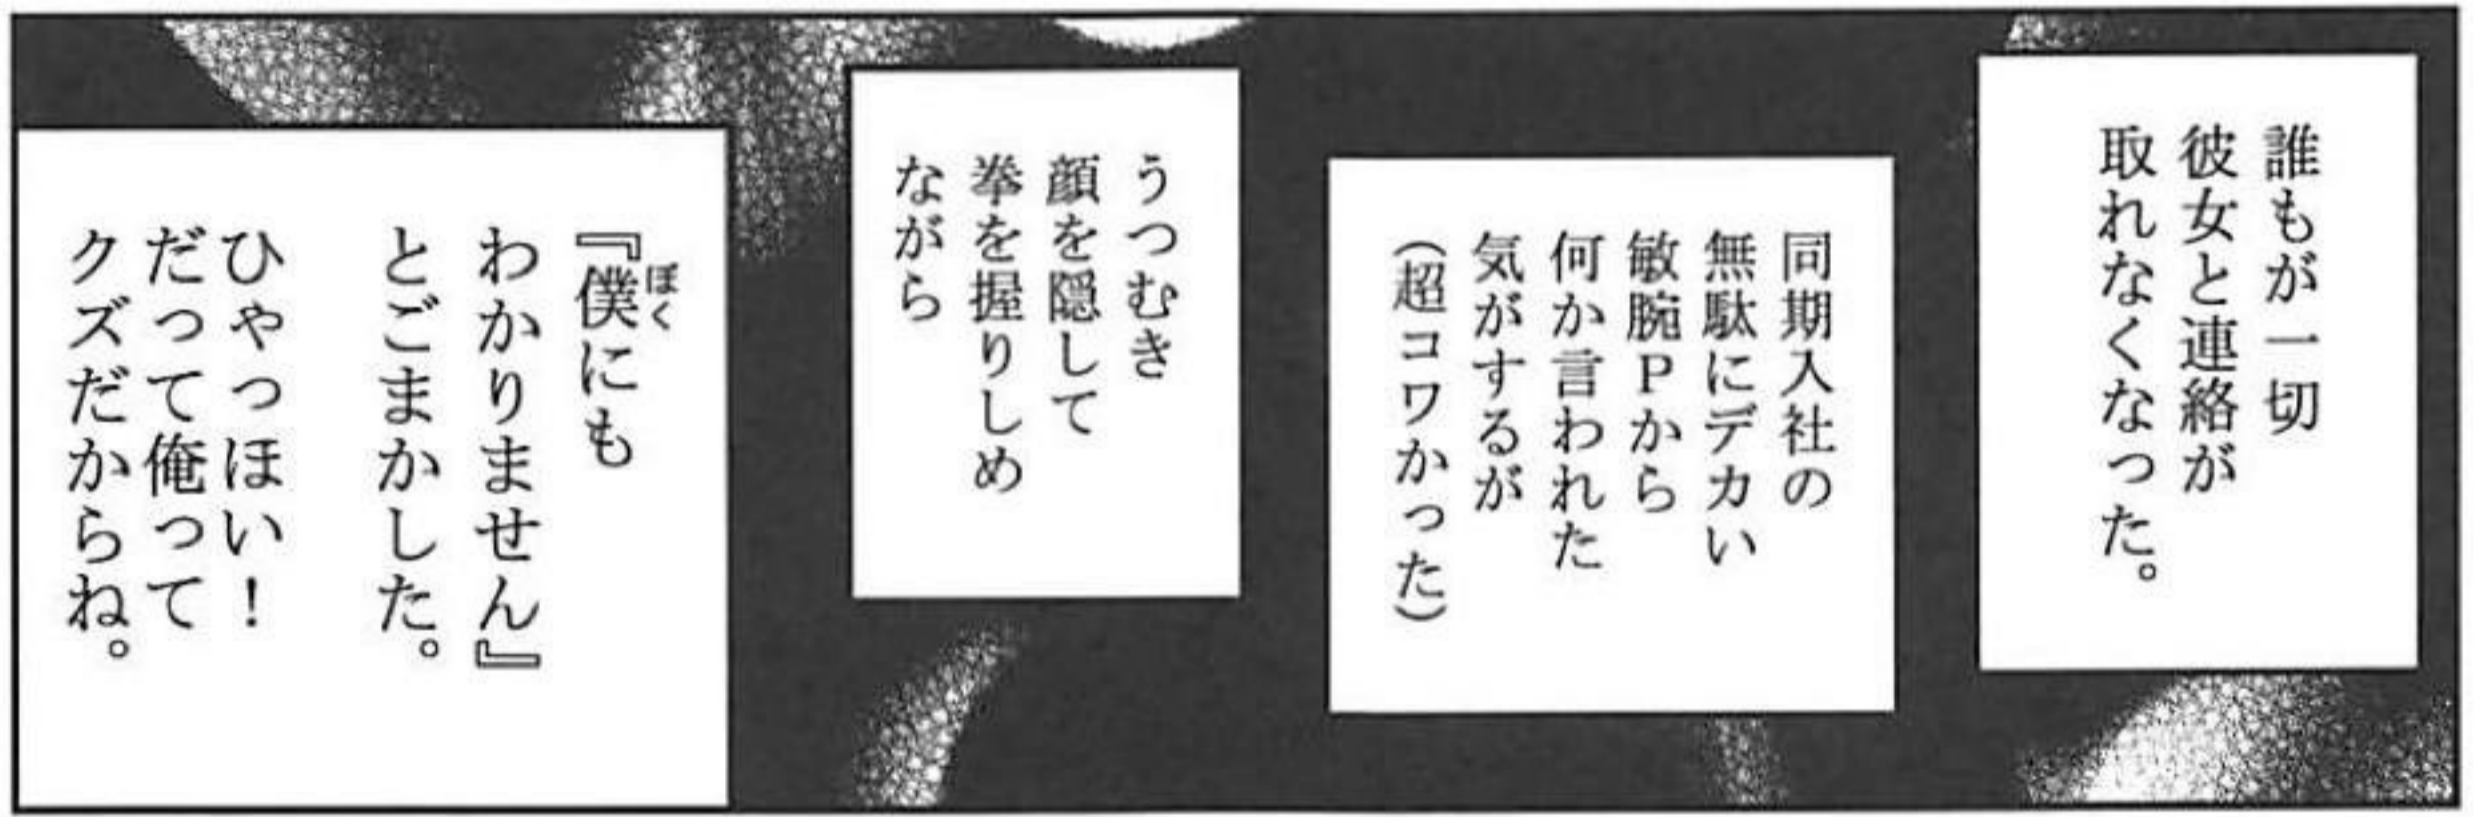 誰もが一切
彼女と連絡が
取れなくなった。
同期入社の
無駄にデカい
敏腕Pから
何か言われた
気がするが
（超コワかった）
うつむき
顔を隠して
拳を握りしめ
ながら
『僕にも
ぼく
わかりません』
とごまかした。
ひゃっほい！
だって俺って
クズだからね。